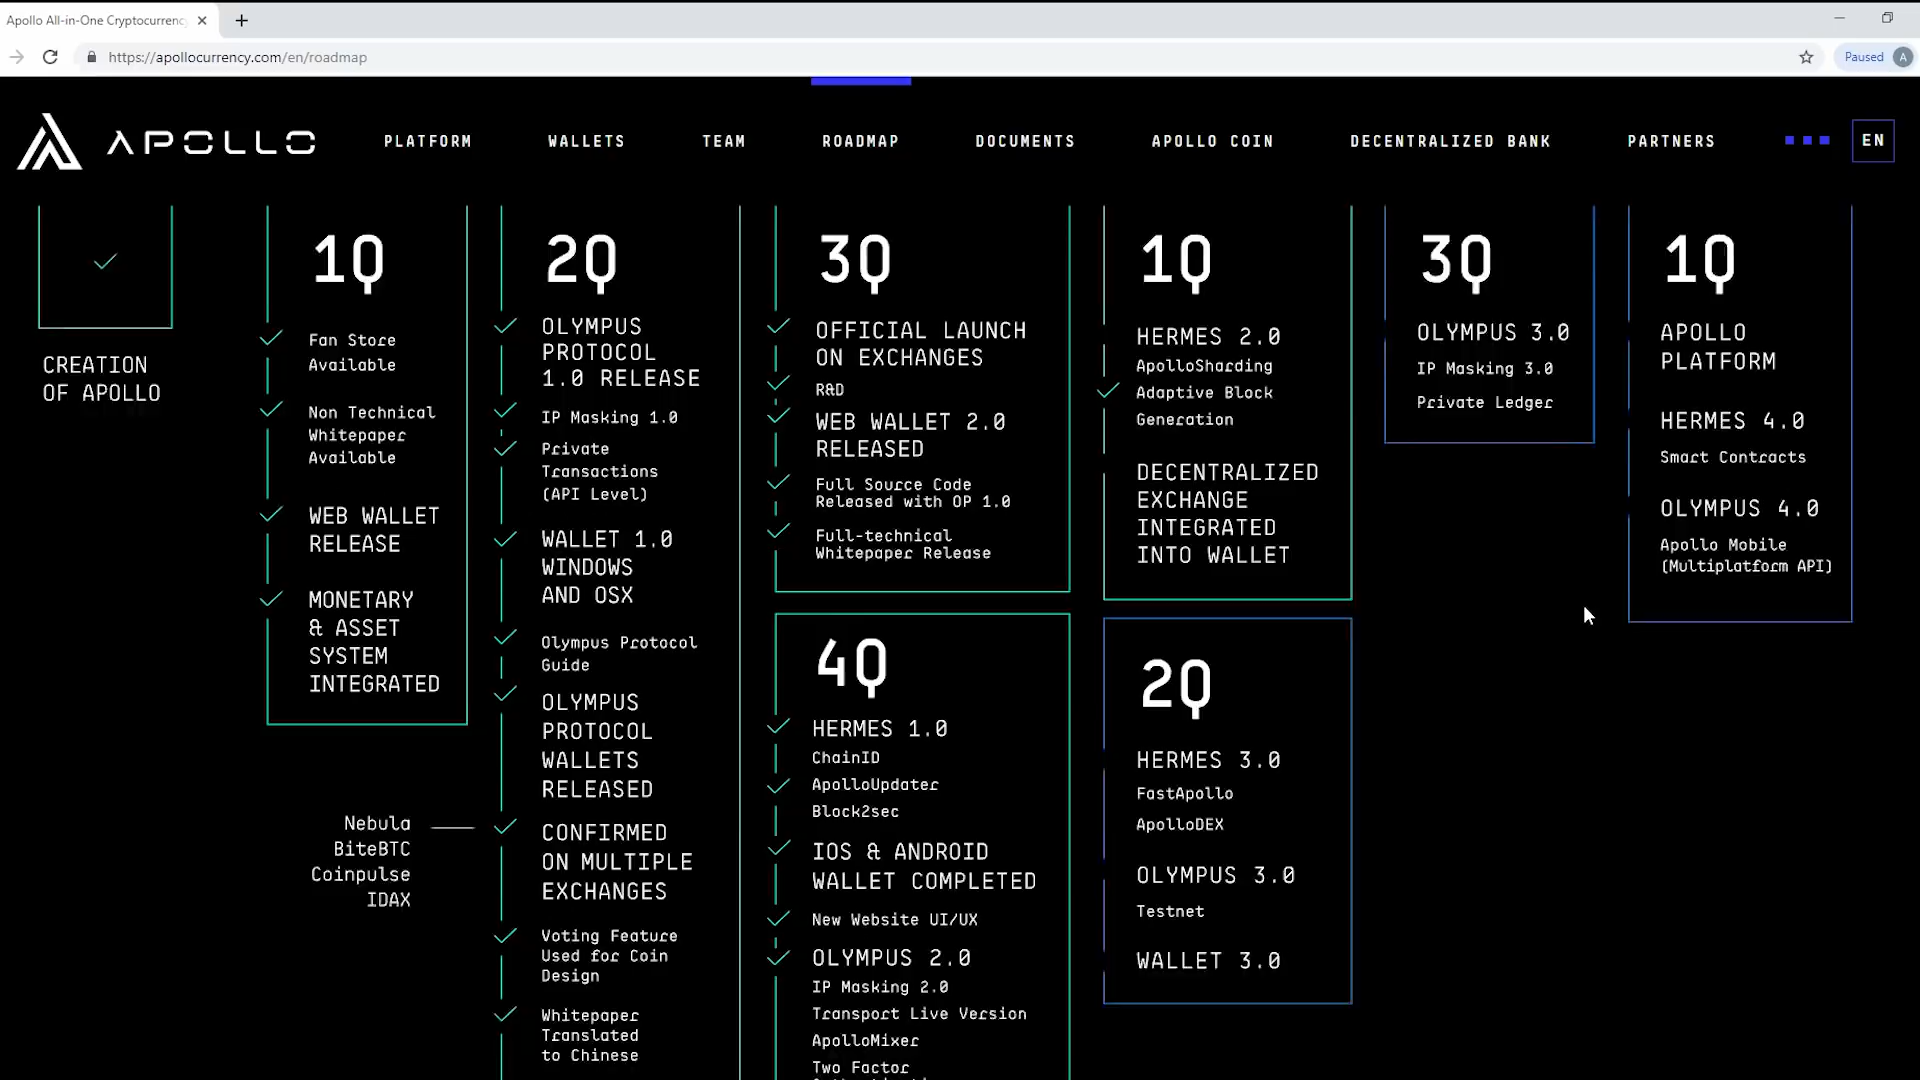 Apollo All-in-One Cryptocurrenc
https://apollocurrency.com/en/roadmap
Paused
A
APOLLO
PLATFORM
WALLETS
TEAM
ROADMAP
DOCUMENTS
APOLLO COIN
DECENTRALIZED BANK
PARTNERS
EN
CREATION
OF APOLLO
1Q
Fan Store
Available
Non Technical
Whitepaper
Available
WEB WALLET
RELEASE
MONETARY
& ASSET
SYSTEM
INTEGRATED
Nebula
BiteBTC
Coinpulse
IDAX
2Q
OLYMPUS
PROTOCOL
1.0 RELEASE
IP Masking 1.0
Private
Transactions
(API Level)
WALLET 1.0
WINDOWS
AND OSX
Olympus Protocol
Guide
OLYMPUS
PROTOCOL
WALLETS
RELEASED
CONFIRMED
ON MULTIPLE
EXCHANGES
Voting Feature
Used for Coin
Design
Whitepaper
Translated
to Chinese
3Q
OFFICIAL LAUNCH
ON EXCHANGES
R&D
WEB WALLET 2.0
RELEASED
Full Source Code
Released with OP 1.0
Full-technical
Whitepaper Release
4Q
HERMES 1.0
ChainID
ApolloUpdater
Block2sec
IOS & ANDROID
WALLET COMPLETED
New Website UI/UX
OLYMPUS 2.0
IP Masking 2.0
Transport Live Version
ApolloMixer
Two Factor
1Q
HERMES 2.0
ApolloSharding
Adaptive Block
Generation
DECENTRALIZED
EXCHANGE
INTEGRATED
INTO WALLET
2Q
HERMES 3.0
FastApollo
ApolloDEX
OLYMPUS 3.0
Testnet
WALLET 3.0
3Q
OLYMPUS 3.0
IP Masking 3.0
Private Ledger
1Q
APOLLO
PLATFORM
HERMES 4.0
Smart Contracts
OLYMPUS 4.0
Apollo Mobile
(Multiplatform API)